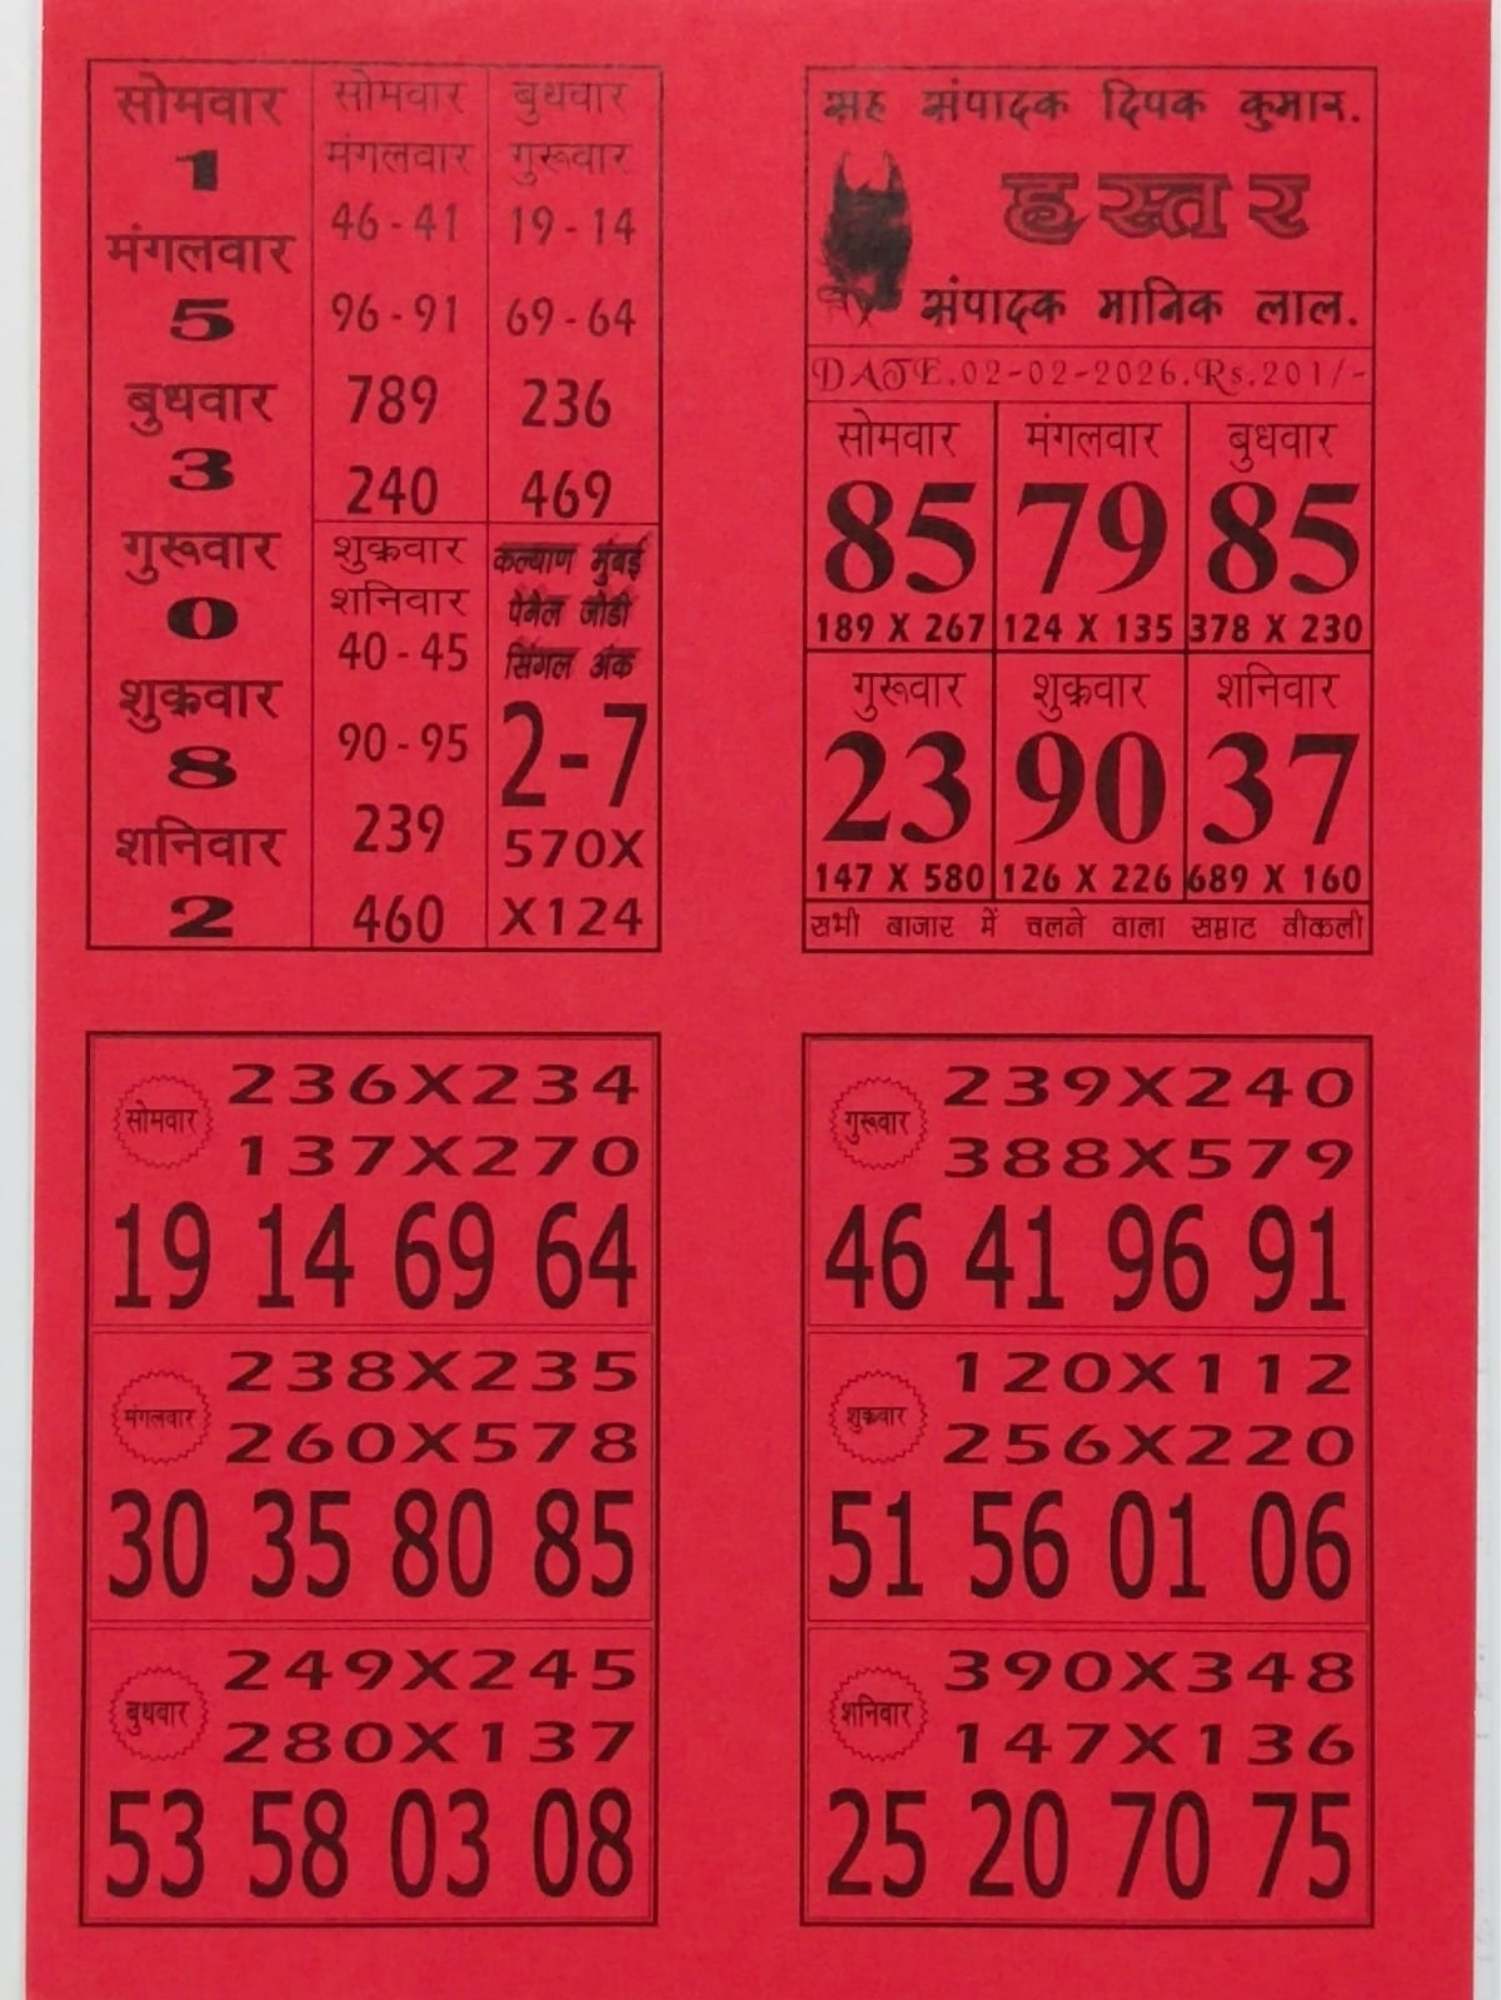 सोमवार
1
मंगलवार
5
बुधवार
3
गुरूवार
0
शुक्रवार
8
शनिवार
2
सोमवार
मंगलवार
46-41
96-91
789
240
बुधवार
गुरूवार
19-14
69-64
236
469
शुक्रवार
शनिवार
40-45
90-95
239
460
कल्याण मुंबई
पेनेल जोडी
सिंगल अंक
2-7
570X
X124
सह संपादक दिपक कुमार.
हस्तर
संपादक मानिक लाल.
DATE.02-02-2026.Rs.201/-
सोमवार मंगलवार बुधवार
85 79 85
189 X 267 124 X 135 378 X 230
गुरूवार शुक्रवार शनिवार
23 90 37
147 X 580 126 X 226 689 X 160
सभी बाजार में चलने वाला सम्राट वीकली
सोमवार
236X234
137X270
19 14 69 64
मंगलवार
238X235
260X578
30 35 80 85
बुधवार
249X245
280X137
53 58 03 08
गुरूवार
239X240
388X579
46 41 96 91
शुक्रवार
120X112
256X220
51 56 01 06
शनिवार
390X348
147X136
25 20 70 75